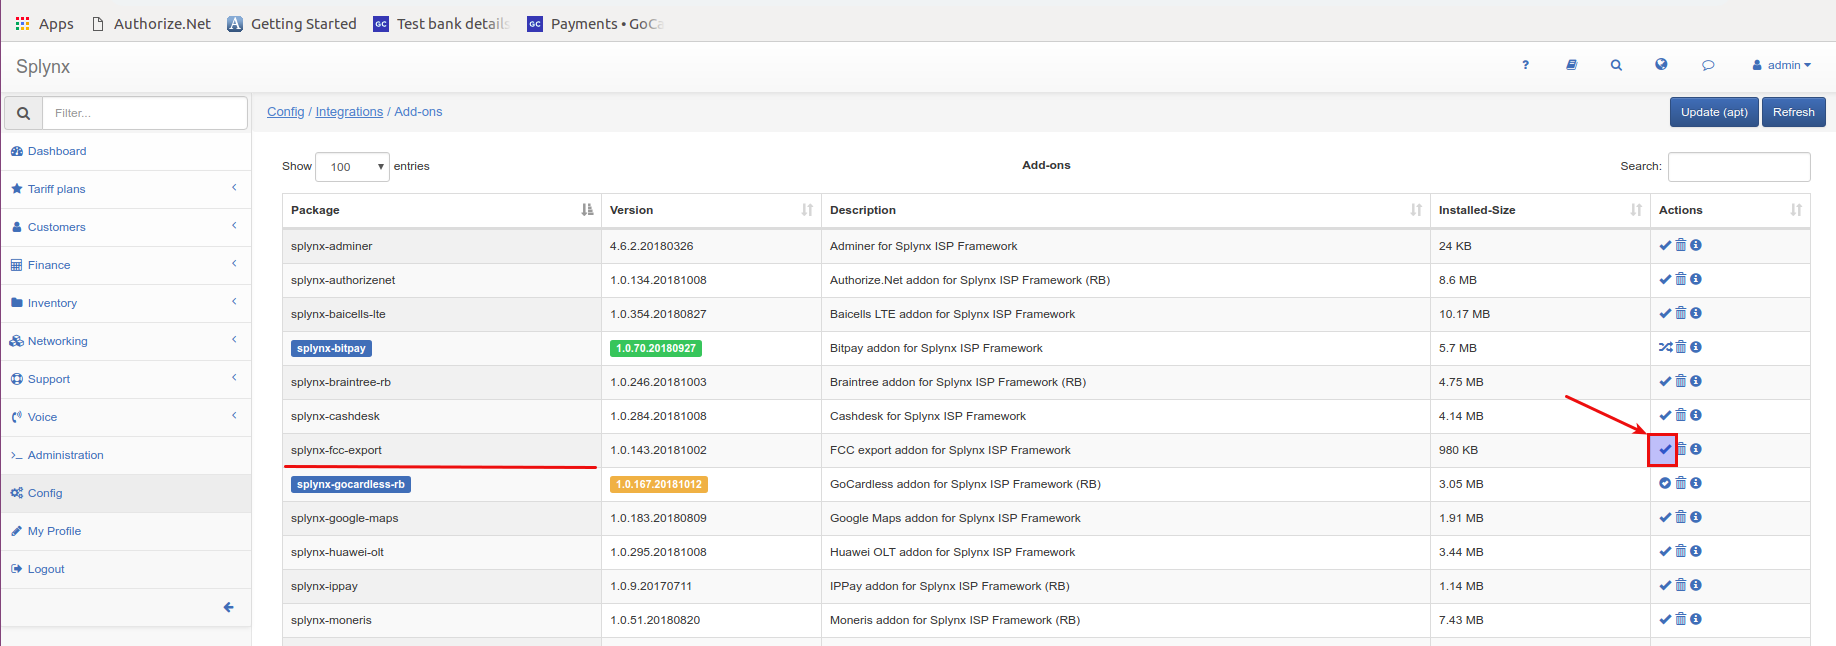 Apps Authorize.Net Getting Started Test bank details Payments • GoCa
Splynx
? admin
Filter...
Config / Integrations / Add-ons
Update (apt) Refresh
Dashboard
Tariff plans
Customers
Finance
Inventory
Networking
Support
Voice
Administration
Config
My Profile
Logout
Show 100 entries
Add-ons
Search:
Package Version Description Installed-Size Actions
splynx-adminer 4.6.2.20180326 Adminer for Splynx ISP Framework 24 KB
splynx-authorizenet 1.0.134.20181008 Authorize.Net addon for Splynx ISP Framework (RB) 8.6 MB
splynx-baicells-lte 1.0.354.20180827 Baicells LTE addon for Splynx ISP Framework 10.17 MB
splynx-bitpay 1.0.70.20180927 Bitpay addon for Splynx ISP Framework 5.7 MB
splynx-braintree-rb 1.0.246.20181003 Braintree addon for Splynx ISP Framework (RB) 4.75 MB
splynx-cashdesk 1.0.284.20181008 Cashdesk for Splynx ISP Framework 4.14 MB
splynx-fcc-export 1.0.143.20181002 FCC export addon for Splynx ISP Framework 980 KB
splynx-gocardless-rb 1.0.167.20181012 GoCardless addon for Splynx ISP Framework (RB) 3.05 MB
splynx-google-maps 1.0.183.20180809 Google Maps addon for Splynx ISP Framework 1.91 MB
splynx-huawei-olt 1.0.295.20181008 Huawei OLT addon for Splynx ISP Framework 3.44 MB
splynx-ippay 1.0.9.20170711 IPPay addon for Splynx ISP Framework (RB) 1.14 MB
splynx-moneris 1.0.51.20180820 Moneris addon for Splynx ISP Framework (RB) 7.43 MB